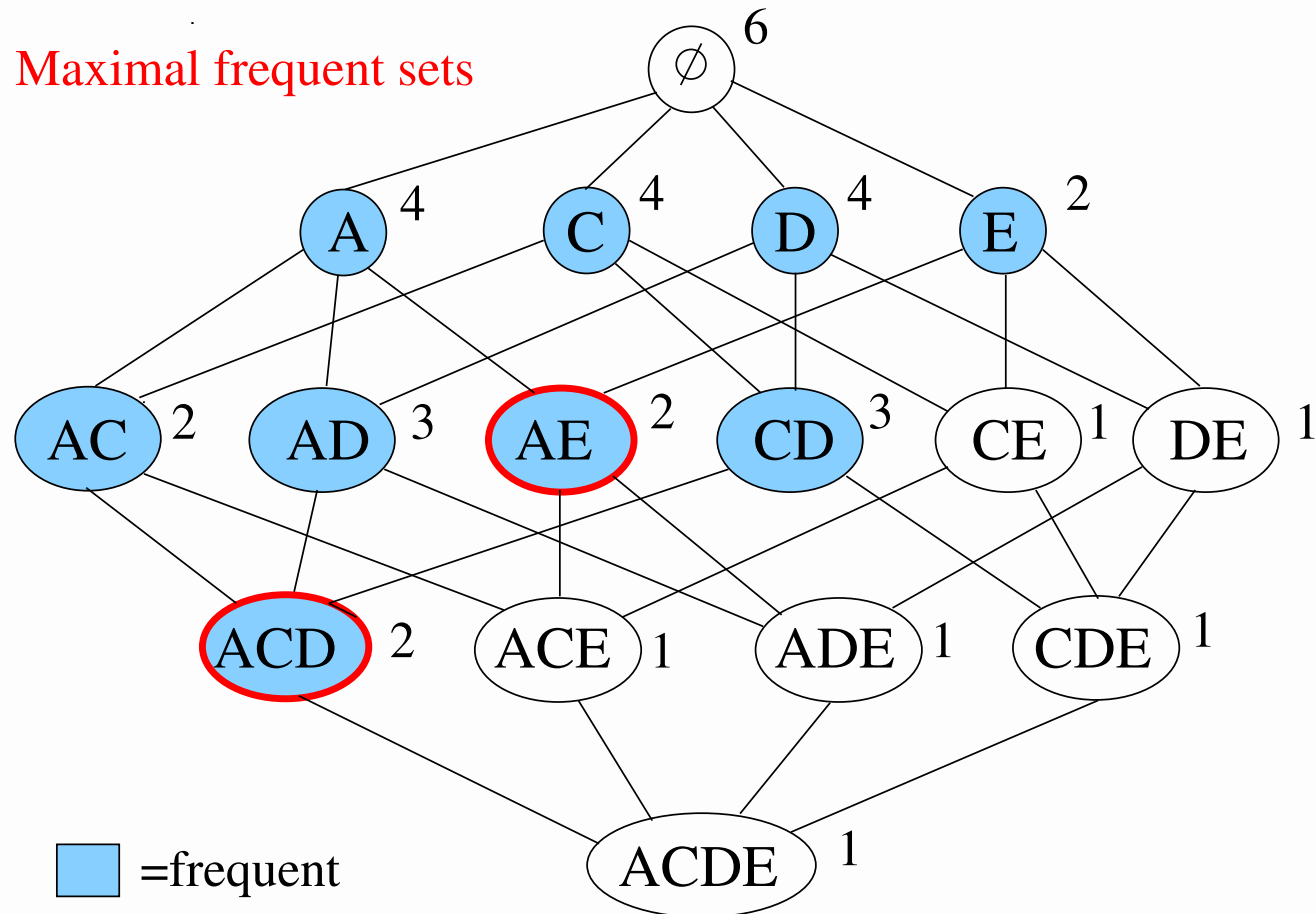 6
Maximal frequent sets
∅
A 4 C 4 D 4 E 2
AC 2 AD 3 AE 2 CD 3 CE 1 DE 1
ACD 2 ACE 1 ADE 1 CDE 1
ACDE 1
=frequent